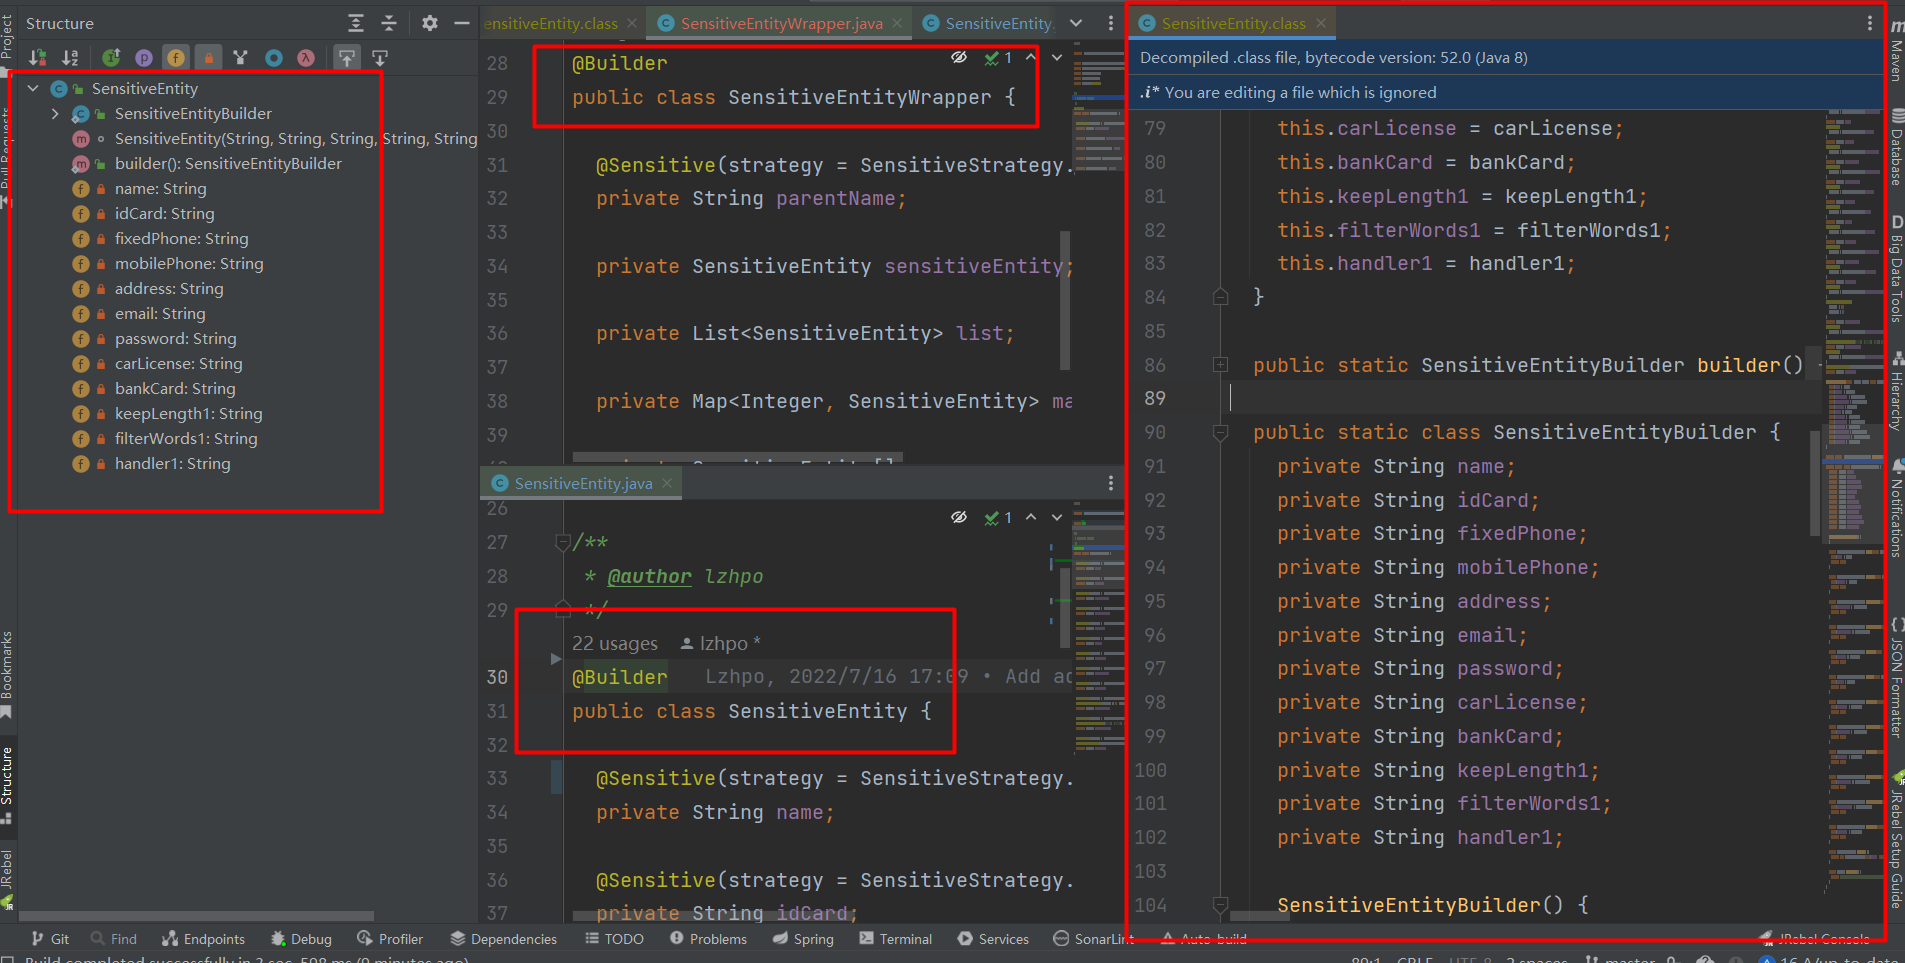 Structure
SensitiveEntity
SensitiveEntityBuilder
SensitiveEntity(String, String, String, String, String
builder(): SensitiveEntityBuilder
name: String
idCard: String
fixedPhone: String
mobilePhone: String
address: String
email: String
password: String
carLicense: String
bankCard: String
keepLength1: String
filterWords1: String
handler1: String
ensitiveEntity.class
SensitiveEntityWrapper.java
SensitiveEntity.
1
28 @Builder
29 public class SensitiveEntityWrapper {
30
31 @Sensitive(strategy = SensitiveStrategy.
32 private String parentName;
33
34 private SensitiveEntity sensitiveEntity;
35
36 private List<SensitiveEntity> list;
37
38 private Map<Integer, SensitiveEntity> ma
39
SensitiveEntity.java
1
26
27 /**
28 * @author lzhpo
29 */
22 usages lzhpo *
30 @Builder Lzhpo, 2022/7/16 17:09 • Add ad
31 public class SensitiveEntity {
32
33 @Sensitive(strategy = SensitiveStrategy.
34 private String name;
35
36 @Sensitive(strategy = SensitiveStrategy.
37 private String idCard;
SensitiveEntity.class
Decompiled .class file, bytecode version: 52.0 (Java 8)
.i* You are editing a file which is ignored
79 this.carLicense = carLicense;
80 this.bankCard = bankCard;
81 this.keepLength1 = keepLength1;
82 this.filterWords1 = filterWords1;
83 this.handler1 = handler1;
84 }
85
86 public static SensitiveEntityBuilder builder()
89
90 public static class SensitiveEntityBuilder {
91 private String name;
92 private String idCard;
93 private String fixedPhone;
94 private String mobilePhone;
95 private String address;
96 private String email;
97 private String password;
98 private String carLicense;
99 private String bankCard;
100 private String keepLength1;
101 private String filterWords1;
102 private String handler1;
103
104 SensitiveEntityBuilder() {
Project
Pull Requests
Bookmarks
Structure
JRebel
Maven
Database
Big Data Tools
Hierarchy
Notifications
JSON Formatter
JRebel Setup Guide
Git Find Endpoints Debug Profiler Dependencies TODO Problems Spring Terminal Services SonarLint Auto-build JRebel Console
Build completed successfully in 3 sec, 598 ms (9 minutes ago)
89:1 CRLF UTF-8 2 spaces master